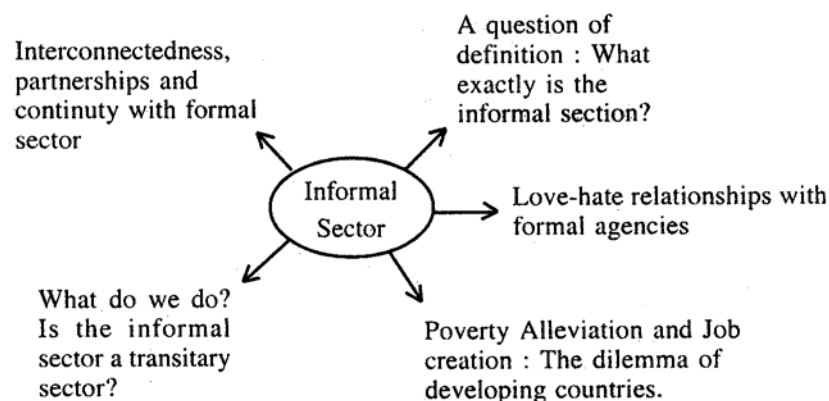 Interconnectedness,
partnerships and
continuty with formal
sector
A question of
definition : What
exactly is the
informal section?
Informal
Sector
Love-hate relationships with
formal agencies
What do we do?
Is the informal
sector a transitary
sector?
Poverty Alleviation and Job
creation : The dilemma of
developing countries.